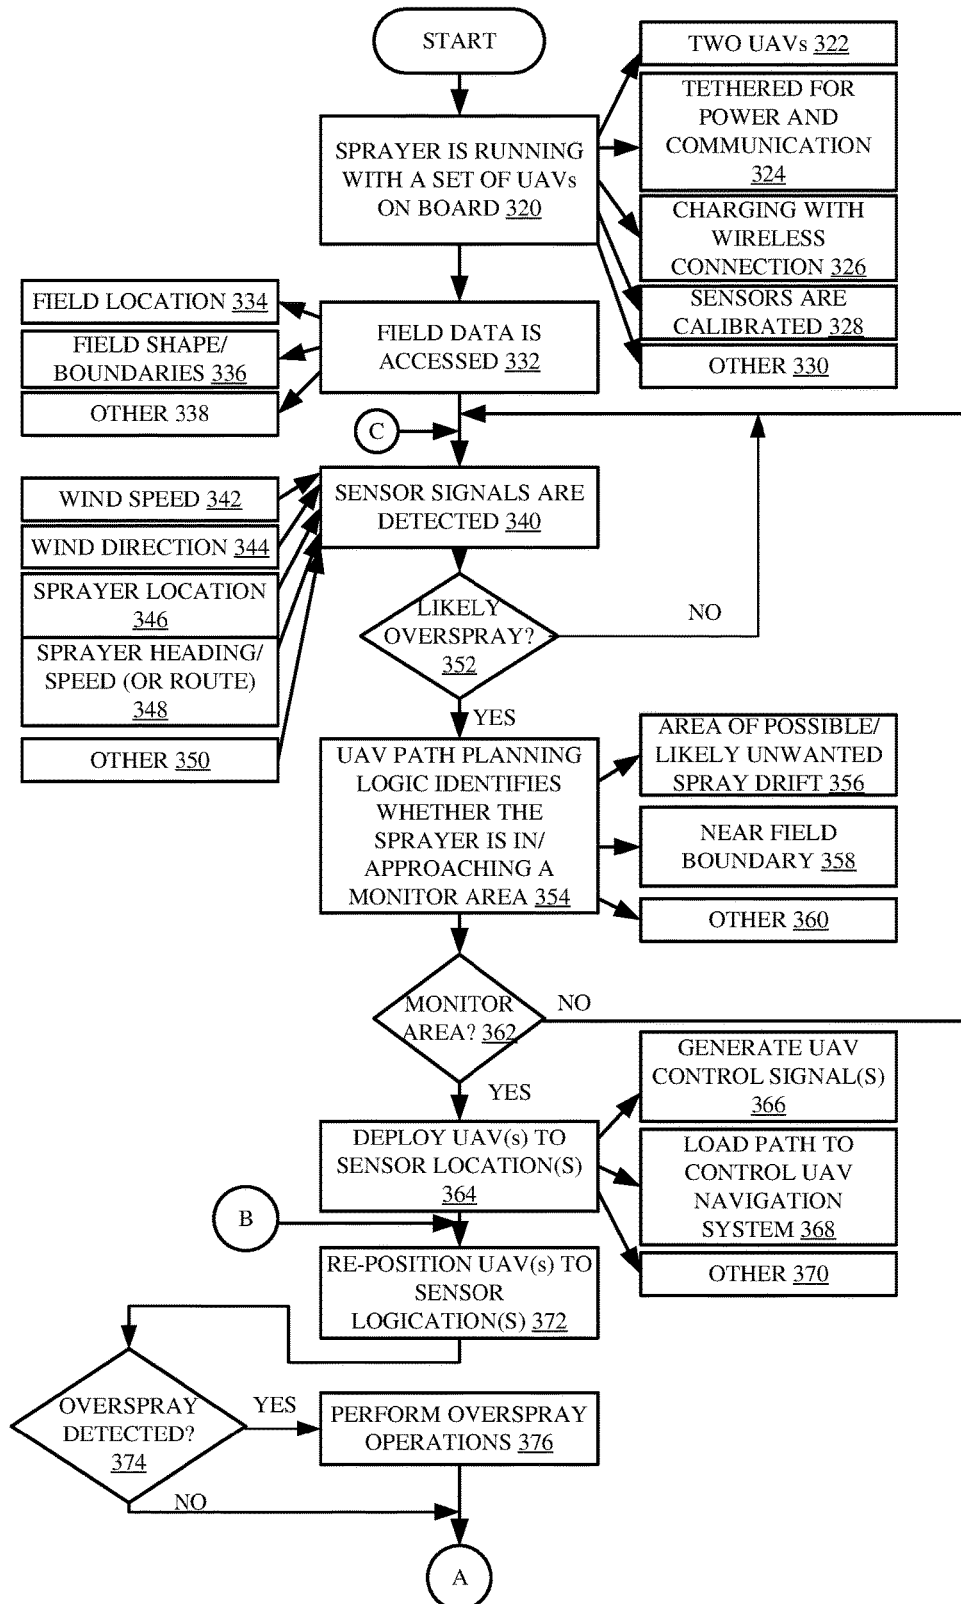 START
SPRAYER IS RUNNING
WITH A SET OF UAVs
ON BOARD 320
TWO UAVs 322
TETHERED FOR
POWER AND
COMMUNICATION
324
CHARGING WITH
WIRELESS
CONNECTION 326
SENSORS ARE
CALIBRATED 328
OTHER 330
FIELD DATA IS
ACCESSED 332
FIELD LOCATION 334
FIELD SHAPE/
BOUNDARIES 336
OTHER 338
C
SENSOR SIGNALS ARE
DETECTED 340
WIND SPEED 342
WIND DIRECTION 344
SPRAYER LOCATION
346
SPRAYER HEADING/
SPEED (OR ROUTE)
348
OTHER 350
LIKELY
OVERSPRAY?
352
NO
YES
UAV PATH PLANNING
LOGIC IDENTIFIES
WHETHER THE
SPRAYER IS IN/
APPROACHING A
MONITOR AREA 354
AREA OF POSSIBLE/
LIKELY UNWANTED
SPRAY DRIFT 356
NEAR FIELD
BOUNDARY 358
OTHER 360
MONITOR
AREA? 362
NO
YES
DEPLOY UAV(s) TO
SENSOR LOCATION(S)
364
GENERATE UAV
CONTROL SIGNAL(S)
366
LOAD PATH TO
CONTROL UAV
NAVIGATION
SYSTEM 368
OTHER 370
B
RE-POSITION UAV(s) TO
SENSOR
LOGICATION(S) 372
OVERSPRAY
DETECTED?
374
YES
PERFORM OVERSPRAY
OPERATIONS 376
NO
A